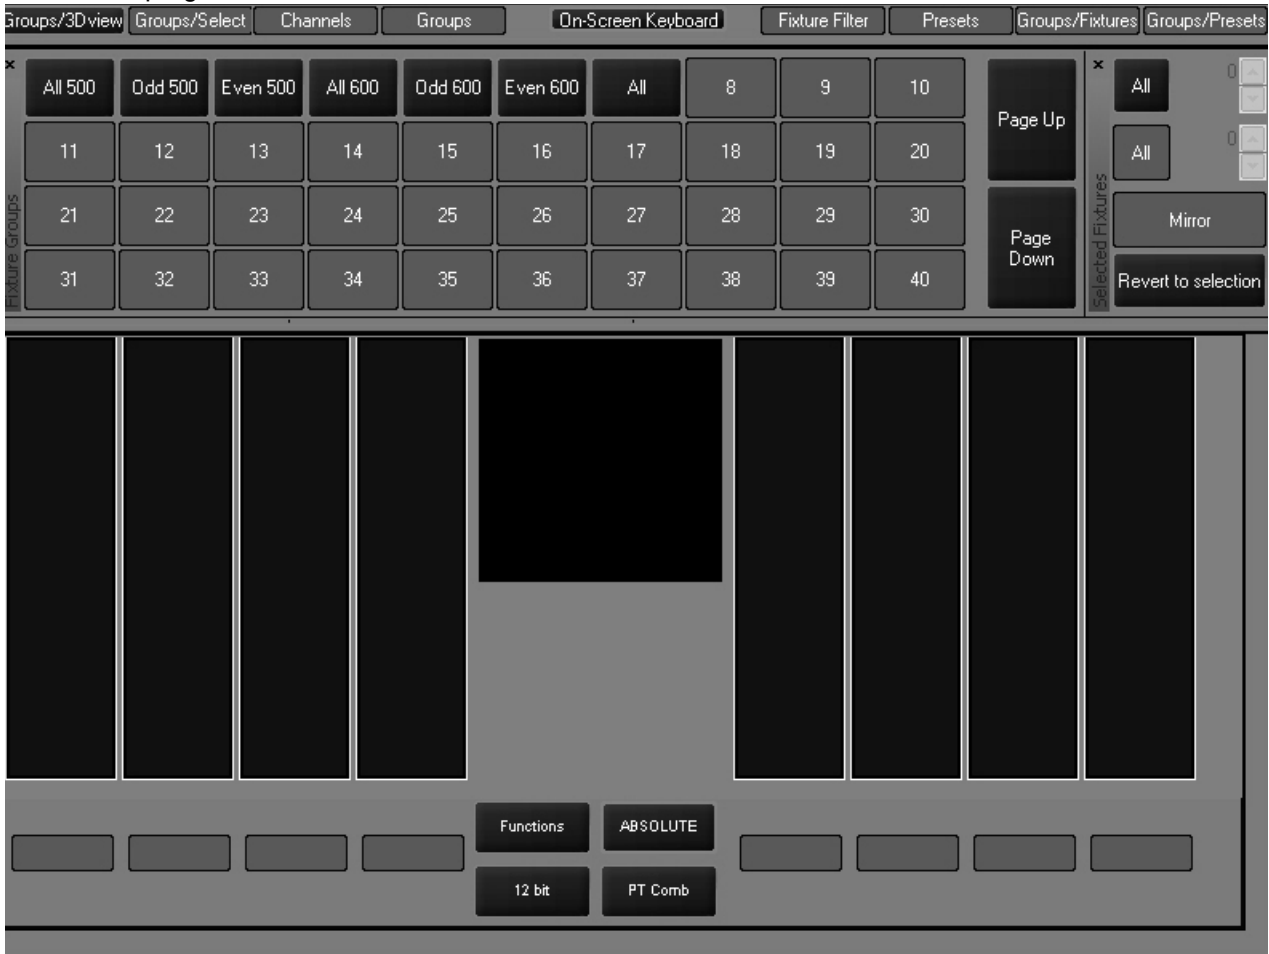 Groups/3Dview Groups/Select Channels Groups On-Screen Keyboard Fixture Filter Presets Groups/Fixtures Groups/Presets
× All 500 Odd 500 Even 500 All 600 Odd 600 Even 600 All 8 9 10 Page Up × All 0
11 12 13 14 15 16 17 18 19 20 All 0
21 22 23 24 25 26 27 28 29 30 Page Down Mirror
31 32 33 34 35 36 37 38 39 40 Revert to selection
Fixture Groups
Selected Fixtures
Functions ABSOLUTE
12 bit PT Comb